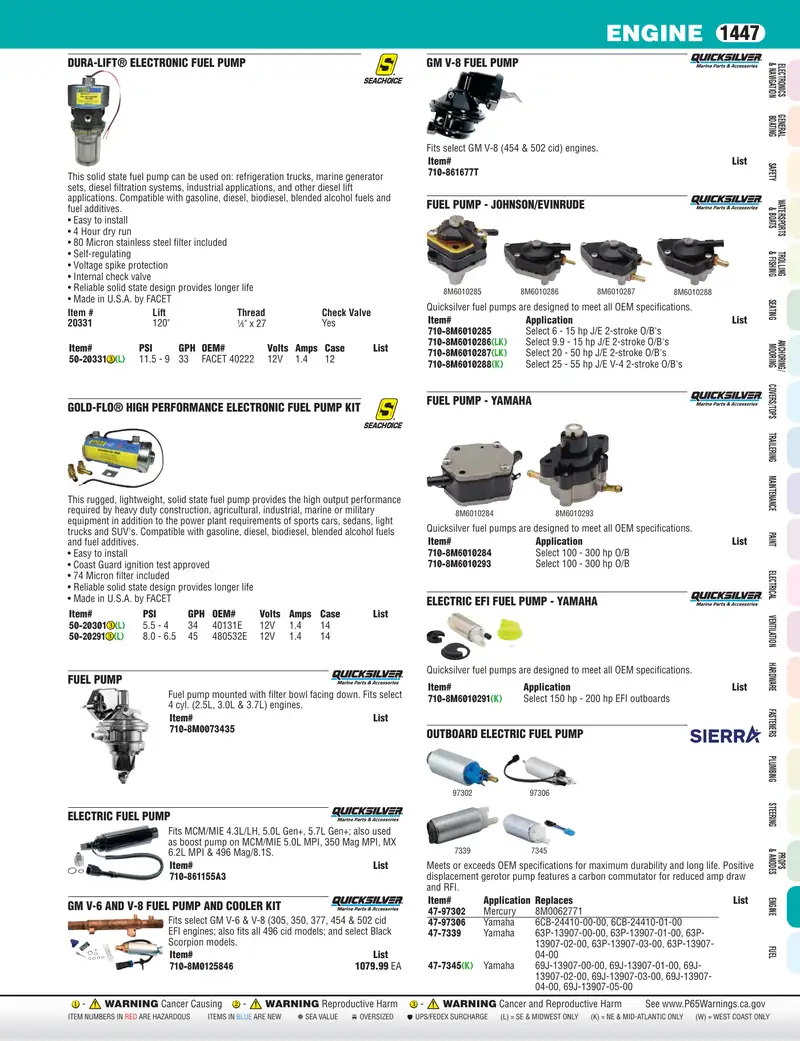 ENGINE 1447
DURA-LIFT® ELECTRONIC FUEL PUMP
SEACHOICE
This solid state fuel pump can be used on: refrigeration trucks, marine generator
sets, diesel filtration systems, industrial applications, and other diesel lift
applications. Compatible with gasoline, diesel, biodiesel, blended alcohol fuels and
fuel additives.
• Easy to install
• 4 Hour dry run
• 80 Micron stainless steel filter included
• Self-regulating
• Voltage spike protection
• Internal check valve
• Reliable solid state design provides longer life
• Made in U.S.A. by FACET
Item # Lift Thread Check Valve
20331 120" ⅛" x 27 Yes
Item# PSI GPH OEM# Volts Amps Case List
50-20331 3 (L) 11.5 - 9 33 FACET 40222 12V 1.4 12
GOLD-FLO® HIGH PERFORMANCE ELECTRONIC FUEL PUMP KIT
SEACHOICE
This rugged, lightweight, solid state fuel pump provides the high output performance
required by heavy duty construction, agricultural, industrial, marine or military
equipment in addition to the power plant requirements of sports cars, sedans, light
trucks and SUV's. Compatible with gasoline, diesel, biodiesel, blended alcohol fuels
and fuel additives.
• Easy to install
• Coast Guard ignition test approved
• 74 Micron filter included
• Reliable solid state design provides longer life
• Made in U.S.A. by FACET
Item# PSI GPH OEM# Volts Amps Case List
50-20301 3 (L) 5.5 - 4 34 40131E 12V 1.4 14
50-20291 3 (L) 8.0 - 6.5 45 480532E 12V 1.4 14
FUEL PUMP
QUICKSILVER
Marine Parts & Accessories
Fuel pump mounted with filter bowl facing down. Fits select
4 cyl. (2.5L, 3.0L & 3.7L) engines.
Item# List
710-8M0073435
ELECTRIC FUEL PUMP
QUICKSILVER
Marine Parts & Accessories
Fits MCM/MIE 4.3L/LH, 5.0L Gen+, 5.7L Gen+; also used
as boost pump on MCM/MIE 5.0L MPI, 350 Mag MPI, MX
6.2L MPI & 496 Mag/8.1S.
Item# List
710-861155A3
GM V-6 AND V-8 FUEL PUMP AND COOLER KIT
QUICKSILVER
Marine Parts & Accessories
Fits select GM V-6 & V-8 (305, 350, 377, 454 & 502 cid
EFI engines; also fits all 496 cid models; and select Black
Scorpion models.
Item# List
710-8M0125846 1079.99 EA
GM V-8 FUEL PUMP
QUICKSILVER
Marine Parts & Accessories
Fits select GM V-8 (454 & 502 cid) engines.
Item# List
710-861677T
FUEL PUMP - JOHNSON/EVINRUDE
QUICKSILVER
Marine Parts & Accessories
8M6010285 8M6010286 8M6010287 8M6010288
Quicksilver fuel pumps are designed to meet all OEM specifications.
Item# Application List
710-8M6010285 Select 6 - 15 hp J/E 2-stroke O/B's
710-8M6010286(LK) Select 9.9 - 15 hp J/E 2-stroke O/B's
710-8M6010287(LK) Select 20 - 50 hp J/E 2-stroke O/B's
710-8M6010288(K) Select 25 - 55 hp J/E V-4 2-stroke O/B's
FUEL PUMP - YAMAHA
QUICKSILVER
Marine Parts & Accessories
8M6010284 8M6010293
Quicksilver fuel pumps are designed to meet all OEM specifications.
Item# Application List
710-8M6010284 Select 100 - 300 hp O/B
710-8M6010293 Select 100 - 300 hp O/B
ELECTRIC EFI FUEL PUMP - YAMAHA
QUICKSILVER
Marine Parts & Accessories
Quicksilver fuel pumps are designed to meet all OEM specifications.
Item# Application List
710-8M6010291(K) Select 150 hp - 200 hp EFI outboards
OUTBOARD ELECTRIC FUEL PUMP
SIERRA
97302 97306
7339 7345
Meets or exceeds OEM specifications for maximum durability and long life. Positive
displacement gerotor pump features a carbon commutator for reduced amp draw
and RFI.
Item# Application Replaces List
47-97302 Mercury 8M0062771
47-97306 Yamaha 6CB-24410-00-00, 6CB-24410-01-00
47-7339 Yamaha 63P-13907-00-00, 63P-13907-01-00, 63P-
13907-02-00, 63P-13907-03-00, 63P-13907-
04-00
47-7345(K) Yamaha 69J-13907-00-00, 69J-13907-01-00, 69J-
13907-02-00, 69J-13907-03-00, 69J-13907-
04-00, 69J-13907-05-00
ELECTRONICS
& NAVIGATION
GENERAL
BOATING
SAFETY
WATERSPORTS
& BOATS
TROLLING
& FISHING
SEATING
ANCHORING/
MOORING
COVERS/TOPS
TRAILERING
MAINTENANCE
PAINT
ELECTRICAL
VENTILATION
HARDWARE
FASTENERS
PLUMBING
STEERING
PROPS
& ANODES
ENGINE
FUEL
1 - WARNING Cancer Causing 2 - WARNING Reproductive Harm 3 - WARNING Cancer and Reproductive Harm See www.P65Warnings.ca.gov
ITEM NUMBERS IN RED ARE HAZARDOUS ITEMS IN BLUE ARE NEW SEA VALUE OVERSIZED UPS/FEDEX SURCHARGE (L) = SE & MIDWEST ONLY (K) = NE & MID-ATLANTIC ONLY (W) = WEST COAST ONLY